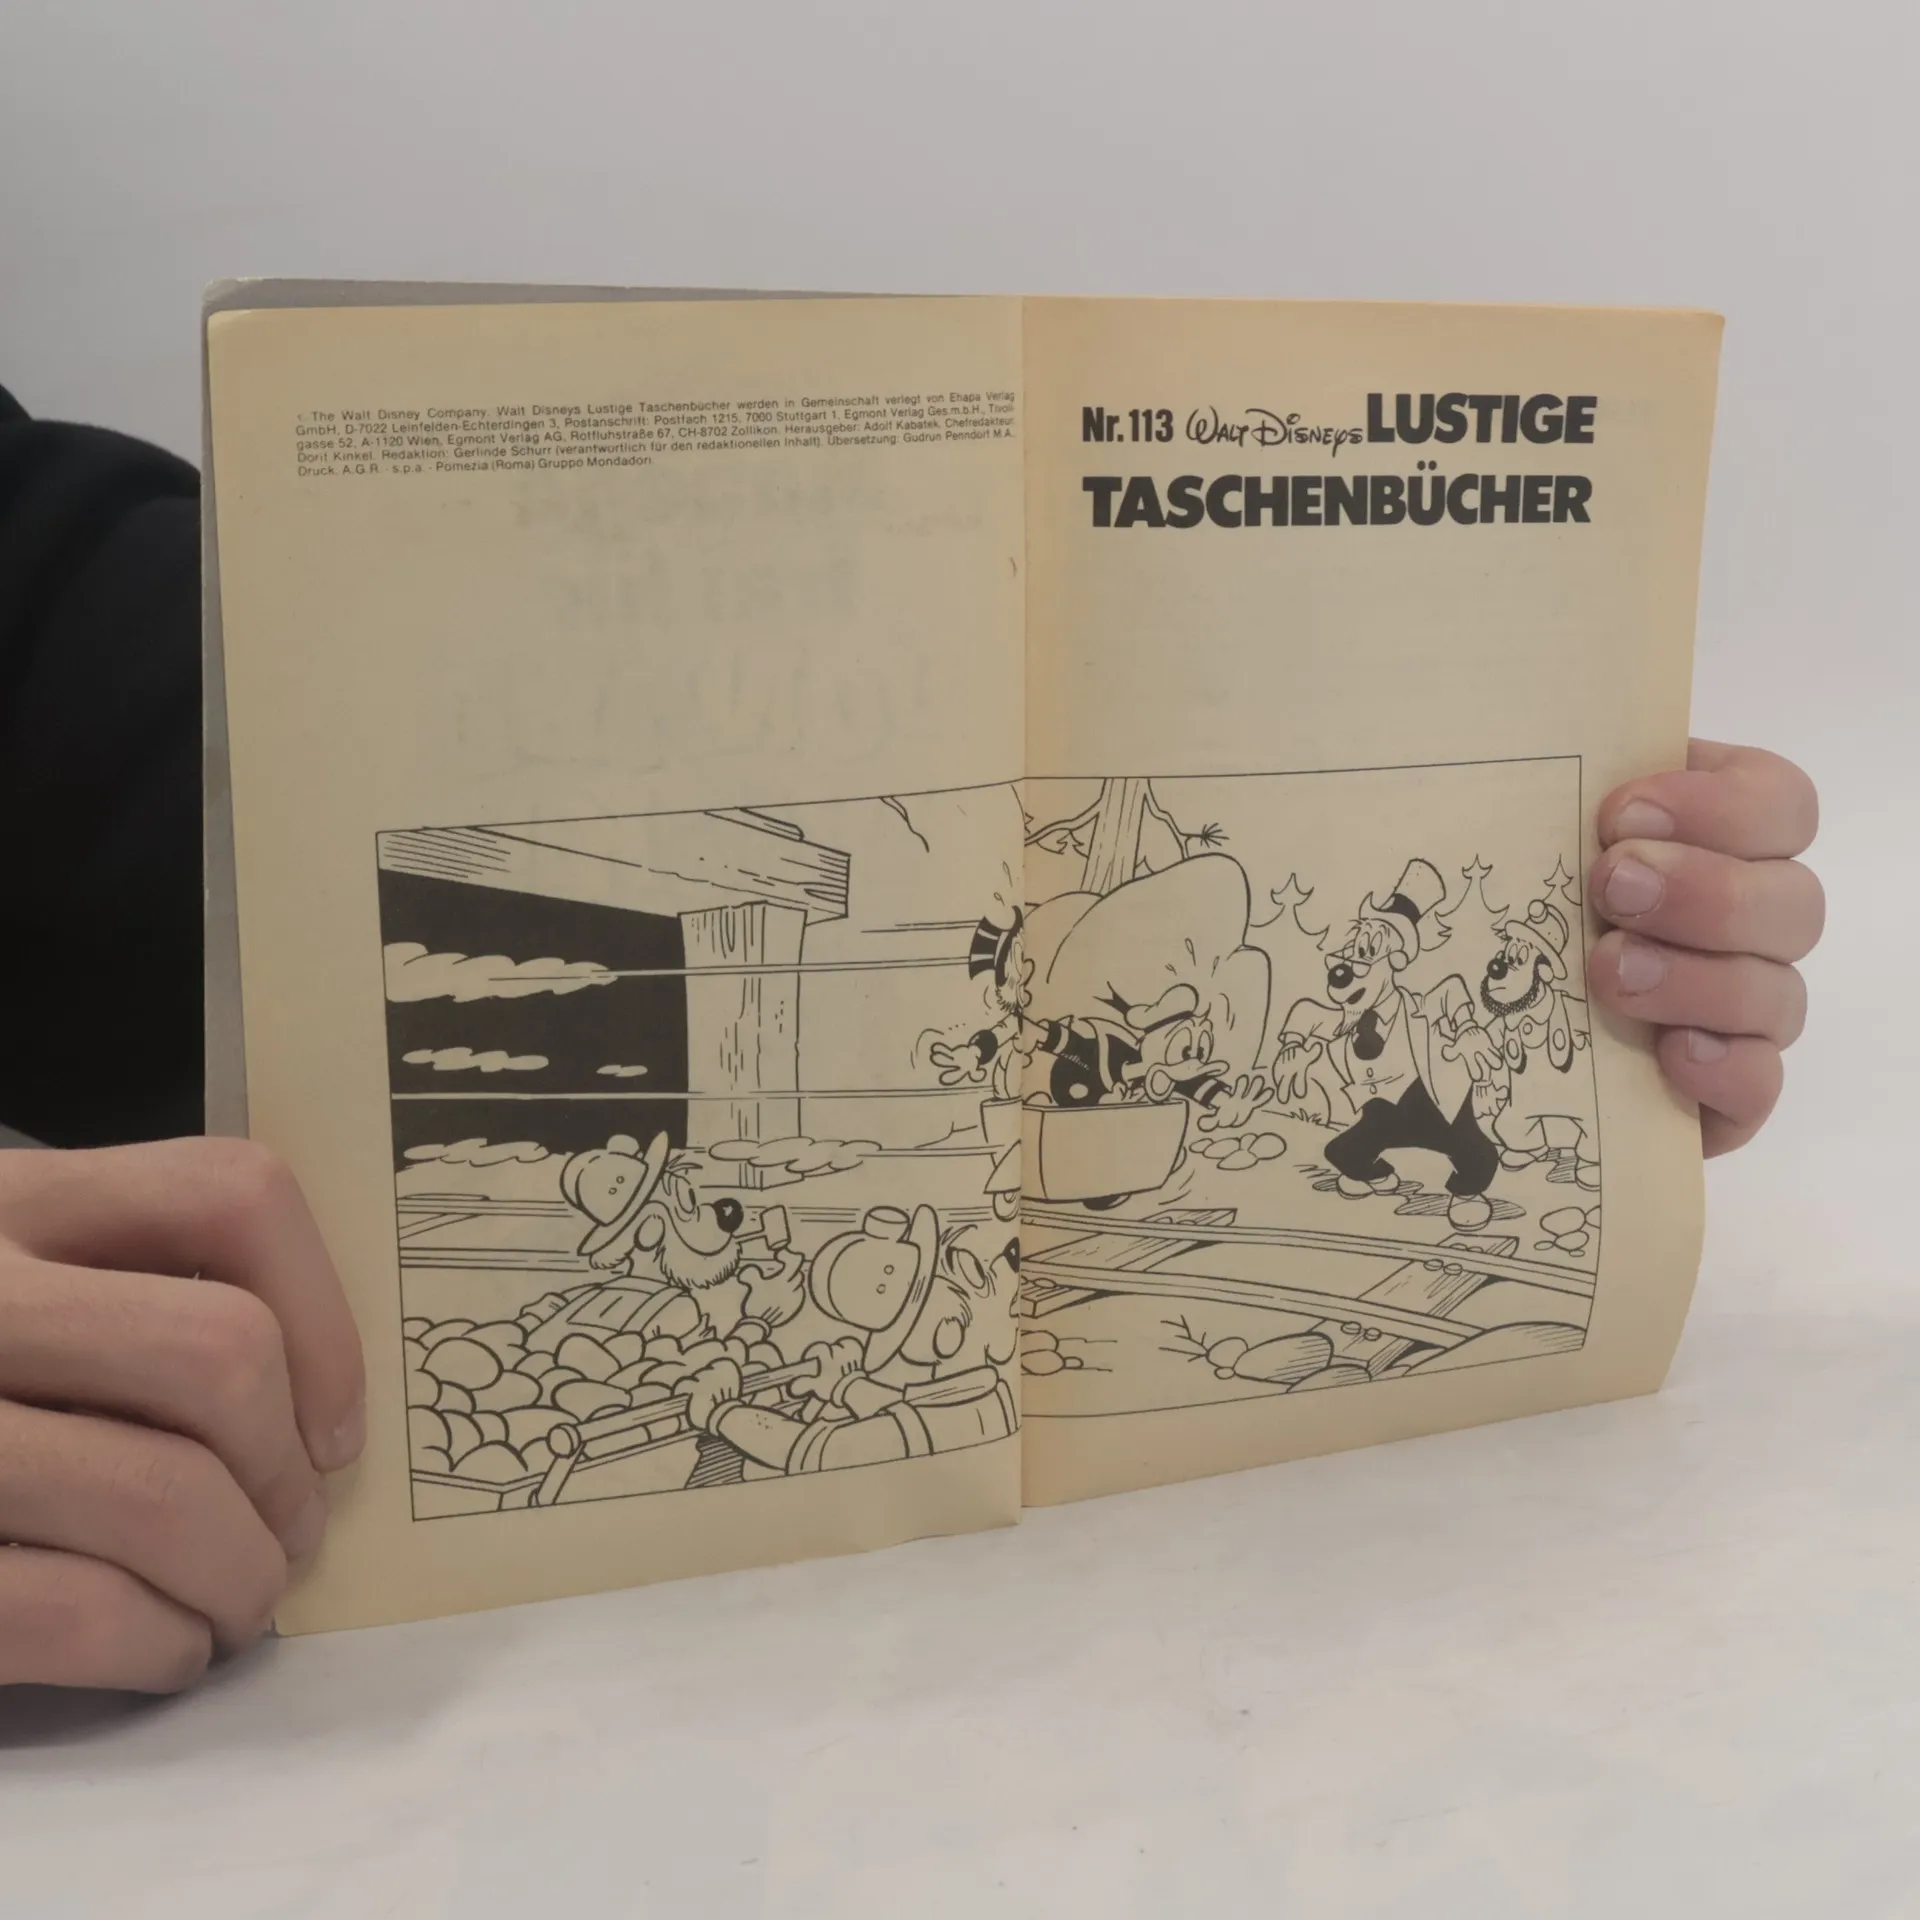 c The Walt Disney Company. Walt Disneys Lustige Taschenbücher werden in Gemeinschaft verlegt von Ehapa Verlag
GmbH, D-7022 Leinfelden-Echterdingen 3, Postanschrift: Postfach 1215, 7000 Stuttgart 1, Egmont Verlag Ges.m.b.H., Tivoli-
gasse 52, A-1120 Wien, Egmont Verlag AG, Rotfluhstraße 67, CH-8702 Zollikon. Herausgeber: Adolf Kabatek, Chefredakteur:
Dorit Kinkel. Redaktion: Gerlinde Schurr (verantwortlich für den redaktionellen Inhalt). Übersetzung: Gudrun Penndorf M.A.
Druck: A.G.R. - s.p.a. - Pomezia (Roma) Gruppo Mondadori
Nr. 113 WALT DISNEYS LUSTIGE
TASCHENBÜCHER